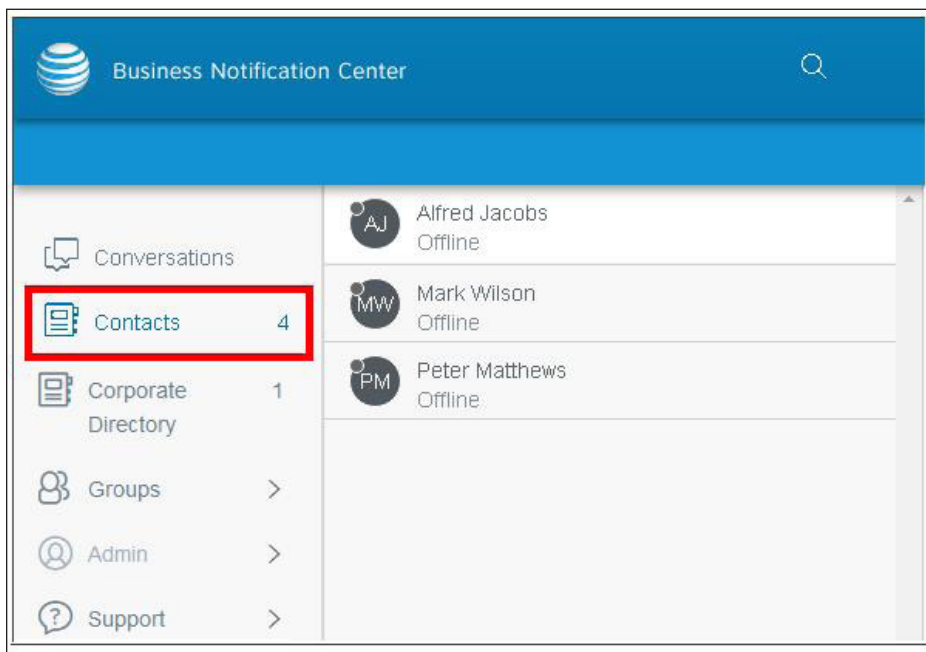 Business Notification Center
Conversations
Contacts 4
Corporate 1
Directory
Groups
Admin
Support
AJ Alfred Jacobs
Offline
MW Mark Wilson
Offline
PM Peter Matthews
Offline